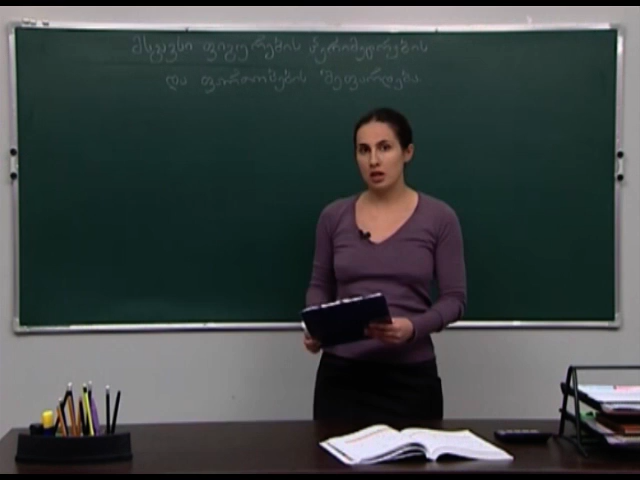 მსგავსი ფიგურების პერიმეტრების
და ფართობების შეფარდება